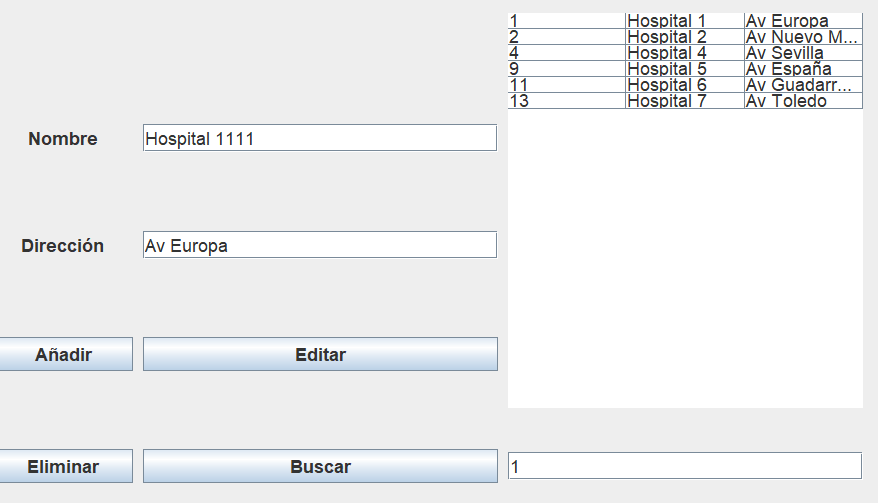 1 Hospital 1 Av Europa
2 Hospital 2 Av Nuevo M...
4 Hospital 4 Av Sevilla
9 Hospital 5 Av España
11 Hospital 6 Av Guadarr...
13 Hospital 7 Av Toledo
Nombre Hospital 1111
Dirección Av Europa
Añadir Editar
Eliminar Buscar 1